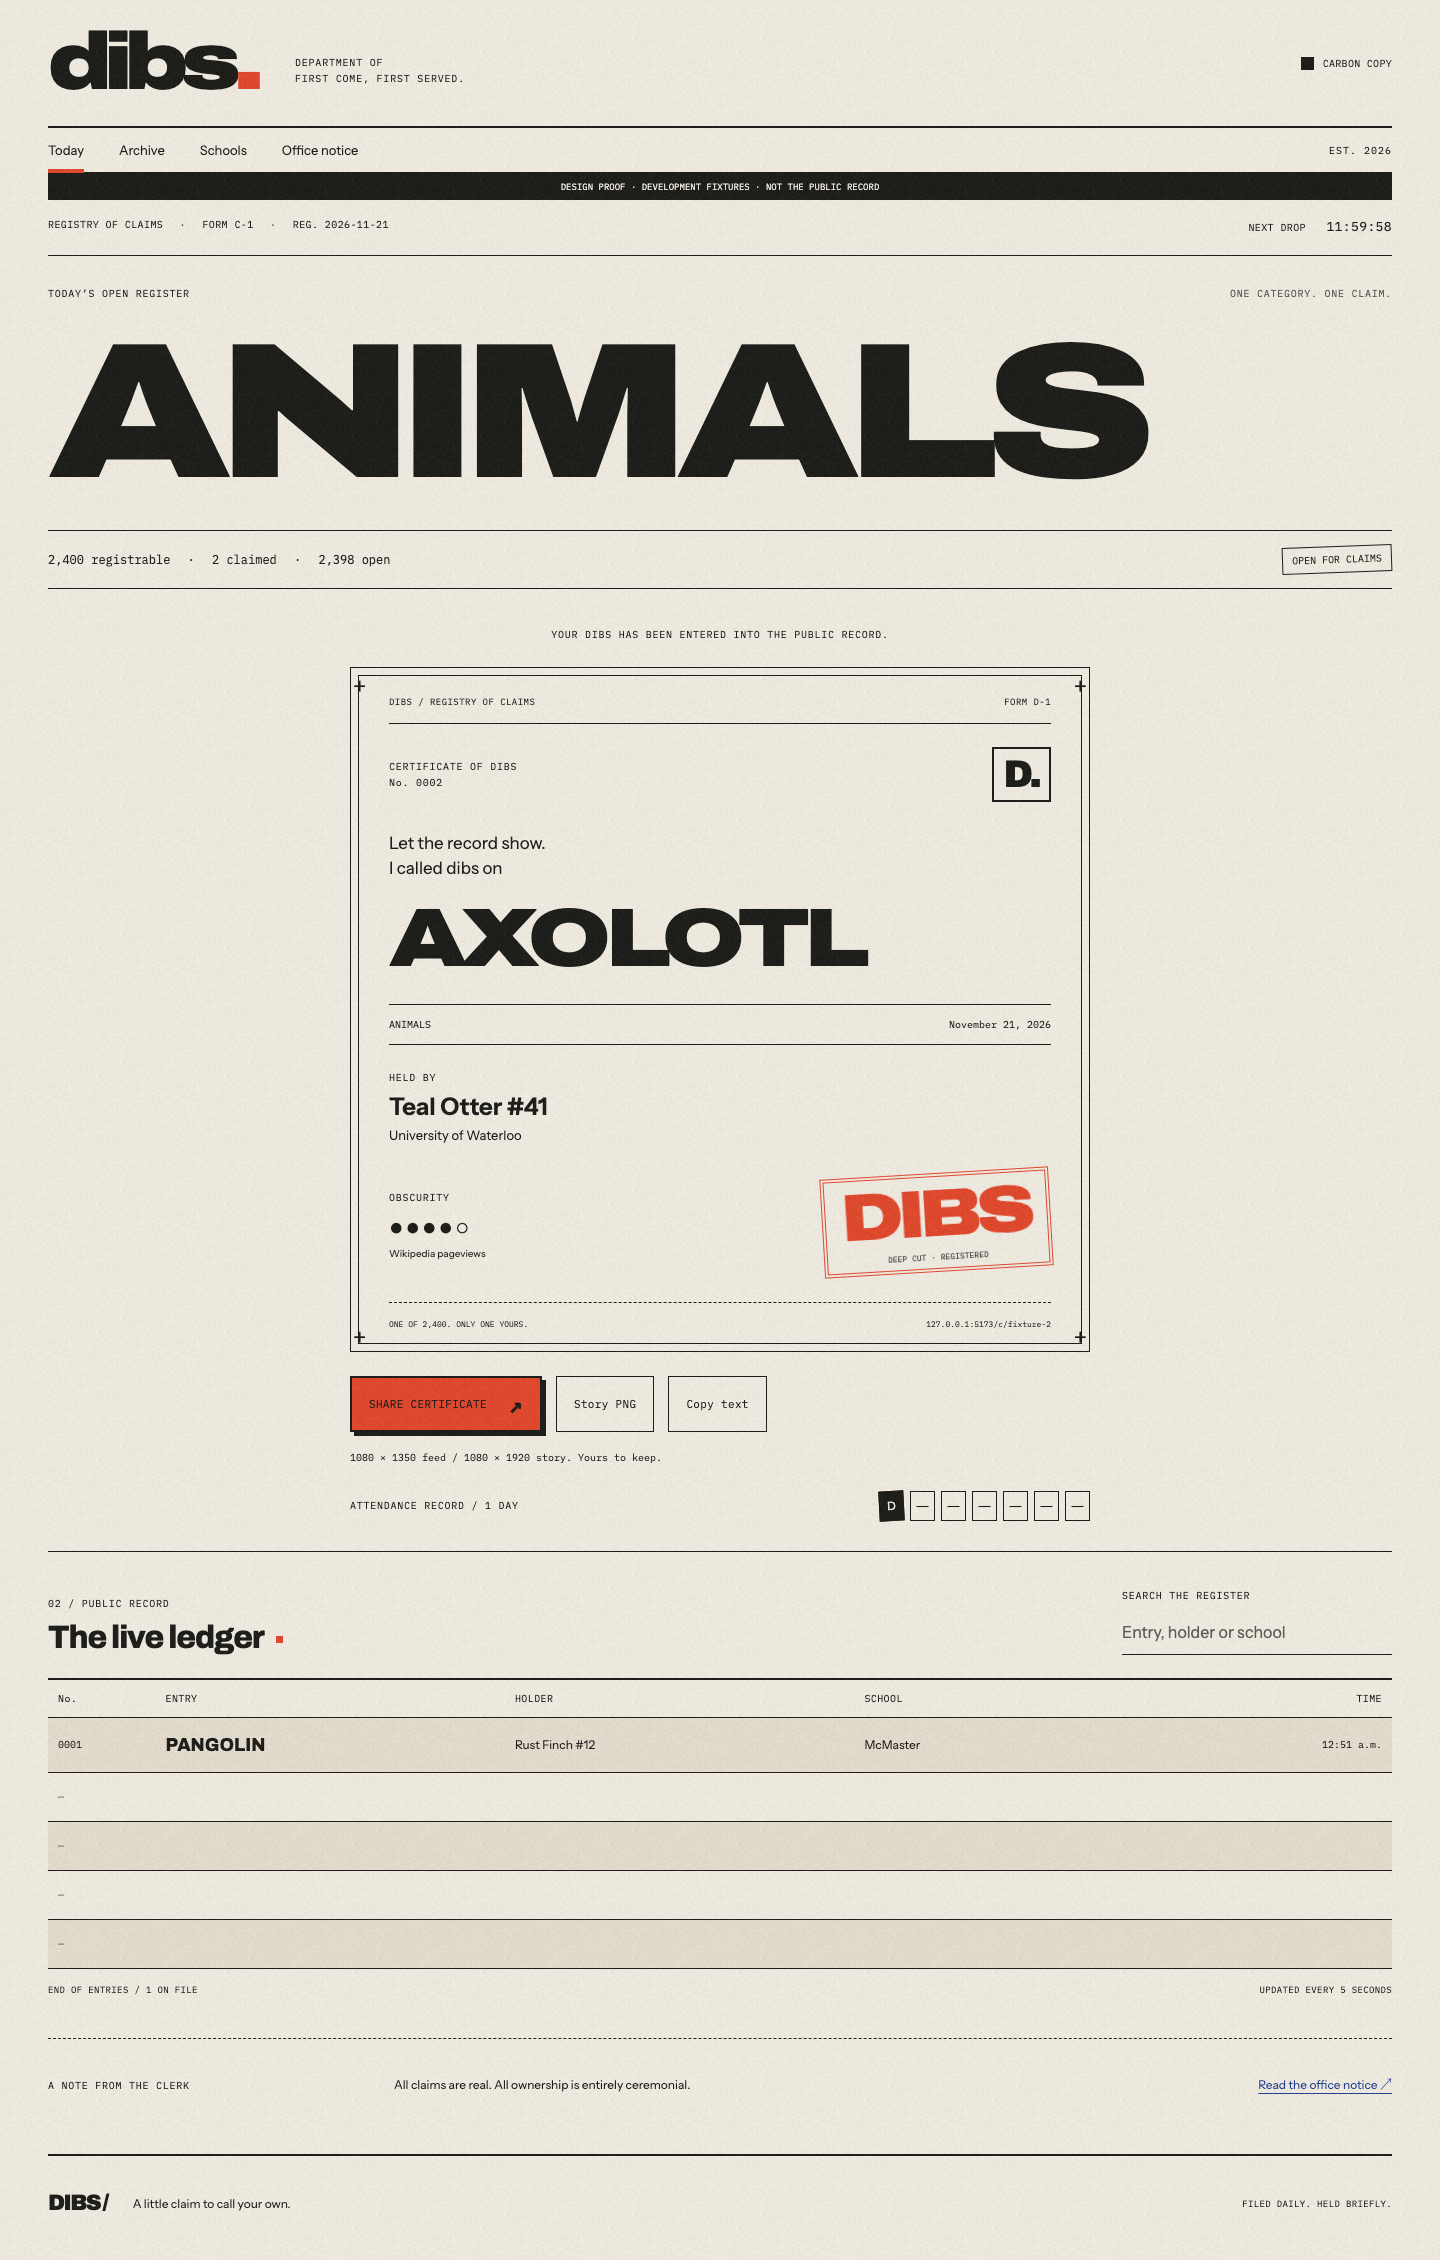 dibs.
DEPARTMENT OF
FIRST COME, FIRST SERVED.
CARBON COPY
Today Archive Schools Office notice
EST. 2026
DESIGN PROOF · DEVELOPMENT FIXTURES · NOT THE PUBLIC RECORD
REGISTRY OF CLAIMS · FORM C-1 · REG. 2026-11-21
NEXT DROP 11:59:58
TODAY’S OPEN REGISTER
ONE CATEGORY. ONE CLAIM.
ANIMALS
2,400 registrable · 2 claimed · 2,398 open
OPEN FOR CLAIMS
YOUR DIBS HAS BEEN ENTERED INTO THE PUBLIC RECORD.
DIBS / REGISTRY OF CLAIMS
FORM D-1
CERTIFICATE OF DIBS
No. 0002
D.
Let the record show.
I called dibs on
AXOLOTL
ANIMALS
November 21, 2026
HELD BY
Teal Otter #41
University of Waterloo
OBSCURITY
Wikipedia pageviews
DIBS
DEEP CUT · REGISTERED
ONE OF 2,400. ONLY ONE YOURS.
127.0.0.1:5173/c/fixture-2
SHARE CERTIFICATE ↗
Story PNG
Copy text
1080 × 1350 feed / 1080 × 1920 story. Yours to keep.
ATTENDANCE RECORD / 1 DAY
D — — — — — —
02 / PUBLIC RECORD
The live ledger
SEARCH THE REGISTER
Entry, holder or school
No. ENTRY HOLDER SCHOOL TIME
0001 PANGOLIN Rust Finch #12 McMaster 12:51 a.m.
—
—
—
—
END OF ENTRIES / 1 ON FILE
UPDATED EVERY 5 SECONDS
A NOTE FROM THE CLERK
All claims are real. All ownership is entirely ceremonial.
Read the office notice ↗
DIBS/
A little claim to call your own.
FILED DAILY. HELD BRIEFLY.